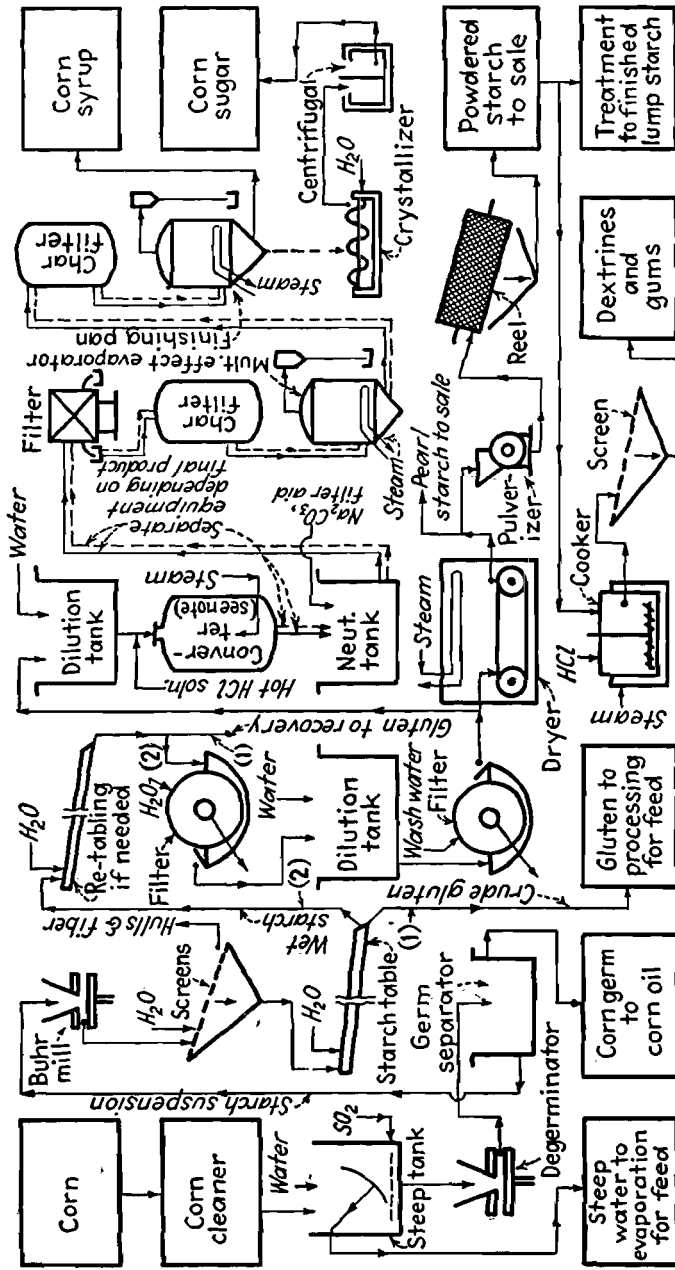 Corn
Corn
cleaner
Water
SO2
Steep tank
Degerminator
Steep
water to
evaporation
for feed
Starch suspension
Buhr
mill
H2O
Screens
Hulls & fiber
H2O
Starch table
Germ
separator
Corn germ
to
corn oil
Wet
starch
(2)
(1)
Crude gluten
Gluten to
processing
for feed
H2O
Re-tabling
if needed
(2)
(1)
Gluten to recovery
H2O
Filter
Water
Dilution
tank
Wash water
Filter
Water
Dilution
tank
Hot HCl soln.
Conver-
ter
(see note)
Steam
Separate
equipment
depending on
final product
Na2CO3,
filter aid
Neut.
tank
Filter
Char
filter
Mult. effect evaporator
Steam
Char
filter
Finishing pan
Steam
Corn
syrup
Centrifugal
H2O
Crystallizer
Corn
sugar
Steam
Dryer
Pearl
starch to sale
Pulver-
izer
Reel
Powdered
starch
to sale
Treatment
to finished
lump starch
HCl
Cooker
Steam
Screen
Dextrines
and
gums